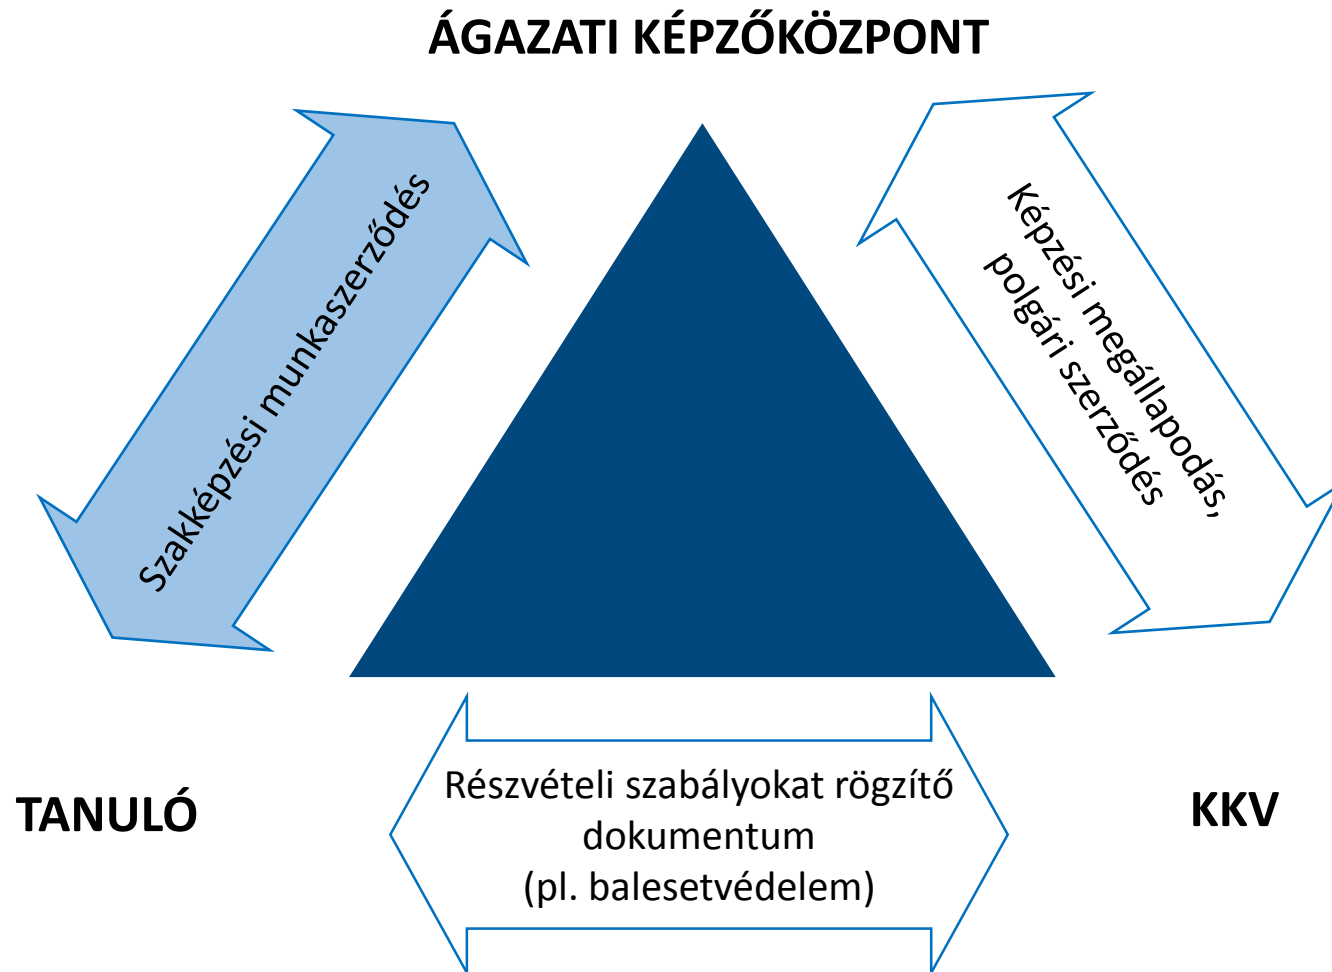 ÁGAZATI KÉPZŐKÖZPONT
Szakképzési munkaszerződés
Képzési megállapodás,
polgári szerződés
TANULÓ
Részvételi szabályokat rögzítő
dokumentum
(pl. balesetvédelem)
KKV